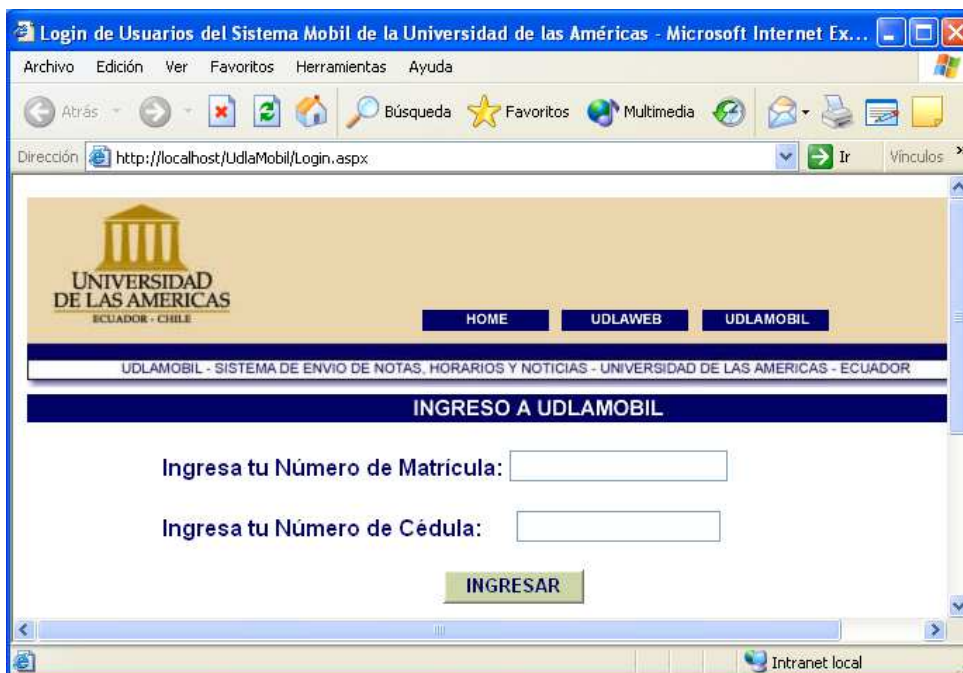 Login de Usuarios del Sistema Mobil de la Universidad de las Américas - Microsoft Internet Ex...
Archivo Edición Ver Favoritos Herramientas Ayuda
Atrás Búsqueda Favoritos Multimedia
Dirección http://localhost/UdlaMobil/Login.aspx Ir Vínculos »
UNIVERSIDAD
DE LAS AMERICAS
ECUADOR - CHILE
HOME UDLAWEB UDLAMOBIL
UDLAMOBIL - SISTEMA DE ENVIO DE NOTAS, HORARIOS Y NOTICIAS - UNIVERSIDAD DE LAS AMERICAS - ECUADOR
INGRESO A UDLAMOBIL
Ingresa tu Número de Matrícula:
Ingresa tu Número de Cédula:
INGRESAR
Intranet local